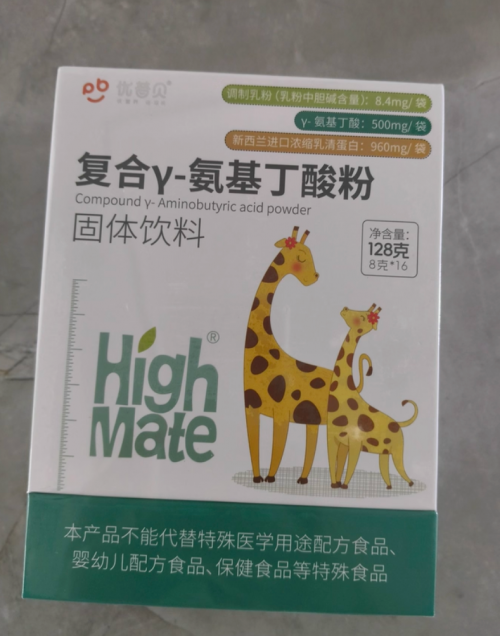 优蓓贝®
调制乳粉（乳粉中胆碱含量）：8.4mg/ 袋
γ- 氨基丁酸：500mg/ 袋
新西兰进口浓缩乳清蛋白：960mg/ 袋
复合γ-氨基丁酸粉
Compound γ- Aminobutyric acid powder
固体饮料
净含量：
128克
8克*16
High®
Mate
本产品不能代替特殊医学用途配方食品、
婴幼儿配方食品、保健食品等特殊食品